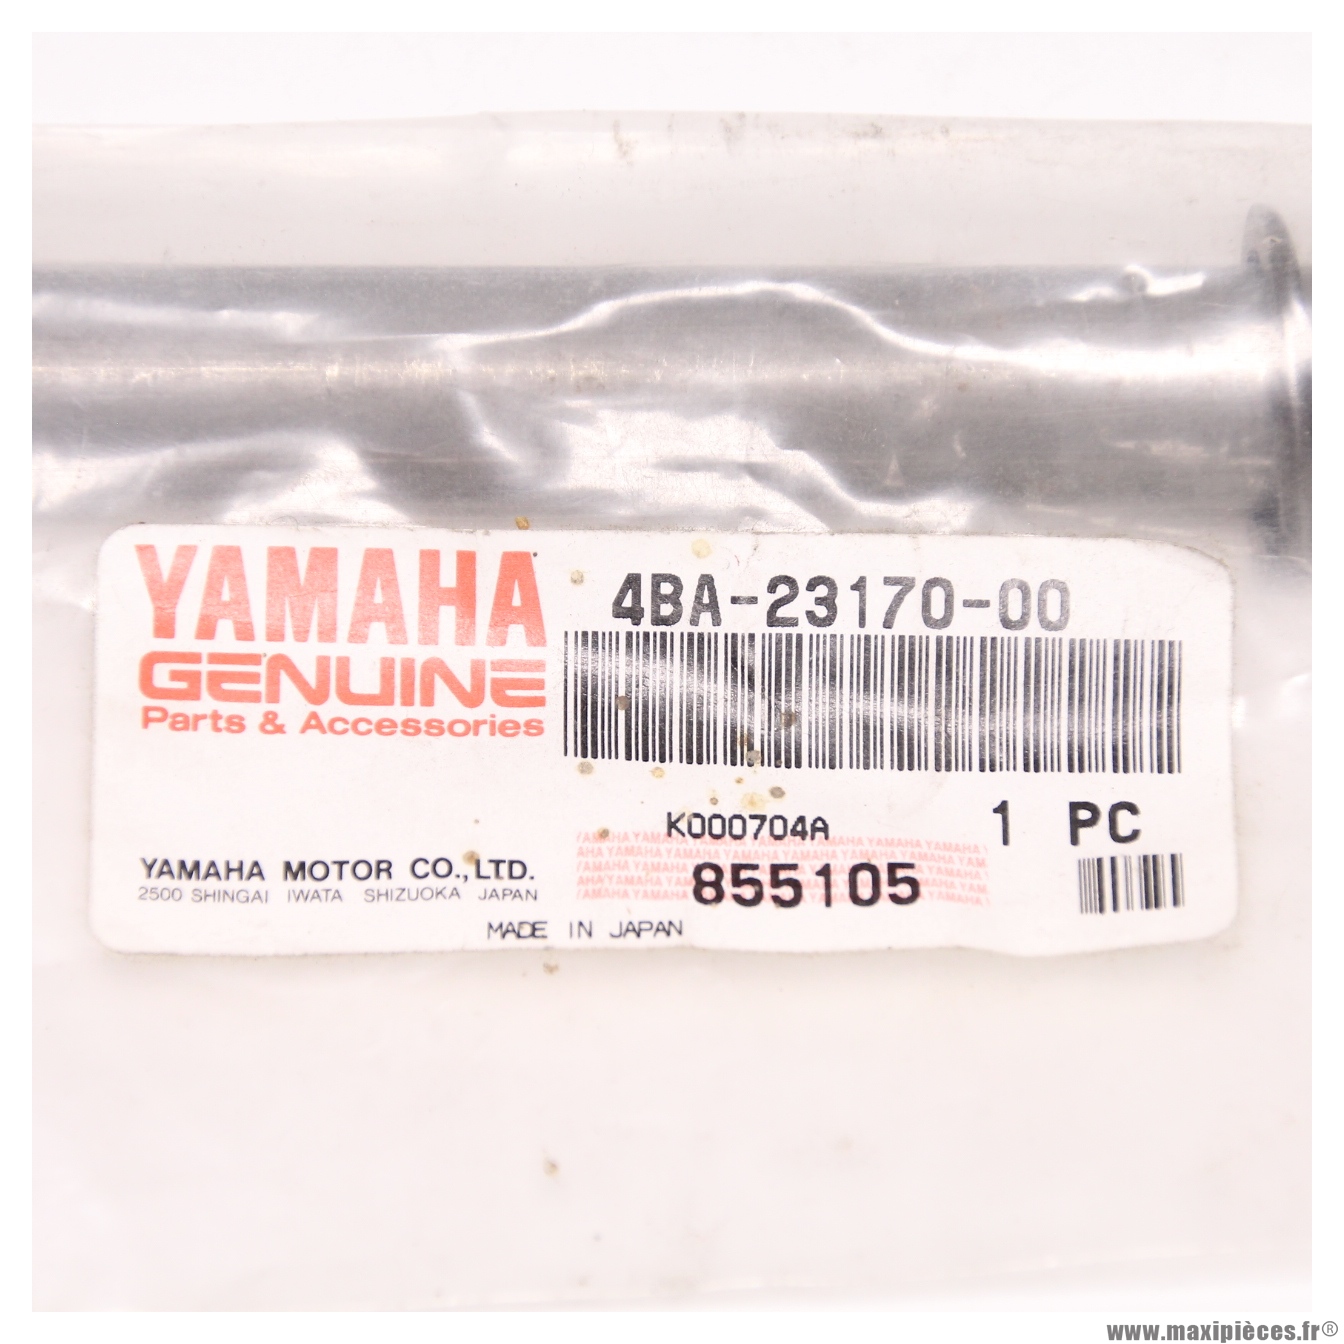 YAMAHA
GENUINE
Parts & Accessories
4BA-23170-00
K000704A
1 PC
YAMAHA MOTOR CO.,LTD.
2500 SHINGAI IWATA SHIZUOKA JAPAN
855105
MADE IN JAPAN
www.maxipièces.fr®